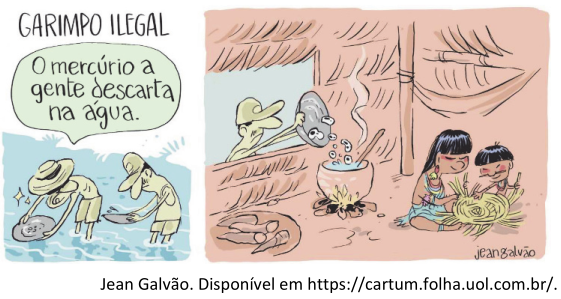 GARIMPO ILEGAL
O mercúrio a
gente descarta
na água.
jeangalvão
Jean Galvão. Disponível em https://cartum.folha.uol.com.br/.